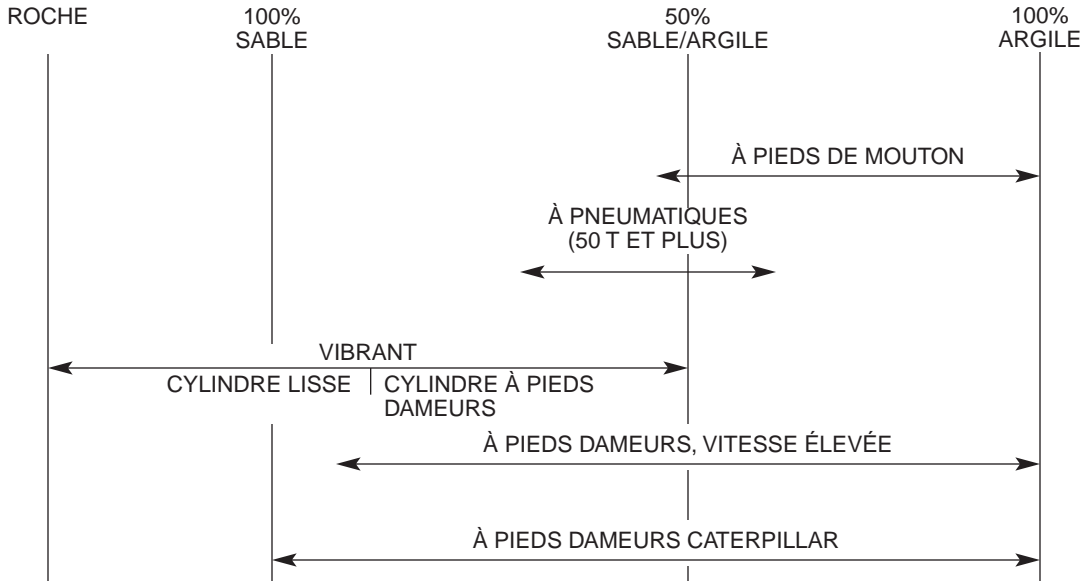 ROCHE
100%
SABLE
50%
SABLE/ARGILE
100%
ARGILE
À PIEDS DE MOUTON
À PNEUMATIQUES
(50 T ET PLUS)
VIBRANT
CYLINDRE LISSE
CYLINDRE À PIEDS
DAMEURS
À PIEDS DAMEURS, VITESSE ÉLEVÉE
À PIEDS DAMEURS CATERPILLAR